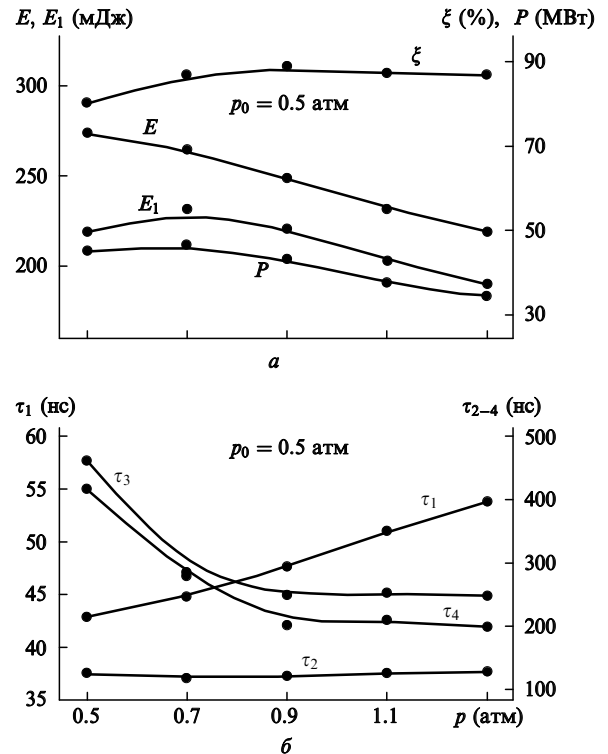 E, E₁ (мДж) ξ (%), P (МВт)
300 90
ξ
p₀ = 0.5 атм
E
70
250
E₁
50
200
P
30
а
τ₁ (нс) τ₂₋₄ (нс)
60 500
p₀ = 0.5 атм
τ₃
55 400
τ₁
50 300
45
τ₄
200
40
τ₂
35 100
0.5 0.7 0.9 1.1 p (атм)
б